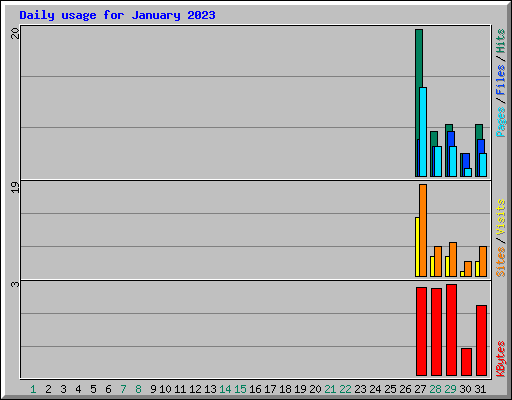 Daily usage for January 2023
20
Pages / Files / Hits
19
Sites / Visits
3
KBytes
1 2 3 4 5 6 7 8 9 10 11 12 13 14 15 16 17 18 19 20 21 22 23 24 25 26 27 28 29 30 31